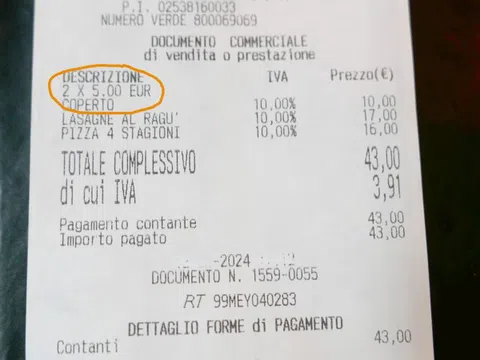 P.I. 02538160033
NUMERO VERDE 800069069
DOCUMENTO COMMERCIALE
di vendita o prestazione
DESCRIZIONE IVA Prezzo(€)
2 X 5.00 EUR
COPERTO 10,00% 10,00
LASAGNE AL RAGU' 10,00% 17,00
PIZZA 4 STAGIONI 10,00% 16,00
TOTALE COMPLESSIVO 43,00
di cui IVA 3,91
Pagamento contante 43,00
Importo pagato 43,00
-2024
DOCUMENTO N. 1559-0055
RT 99MEY040283
DETTAGLIO FORME di PAGAMENTO
Contanti 43,00